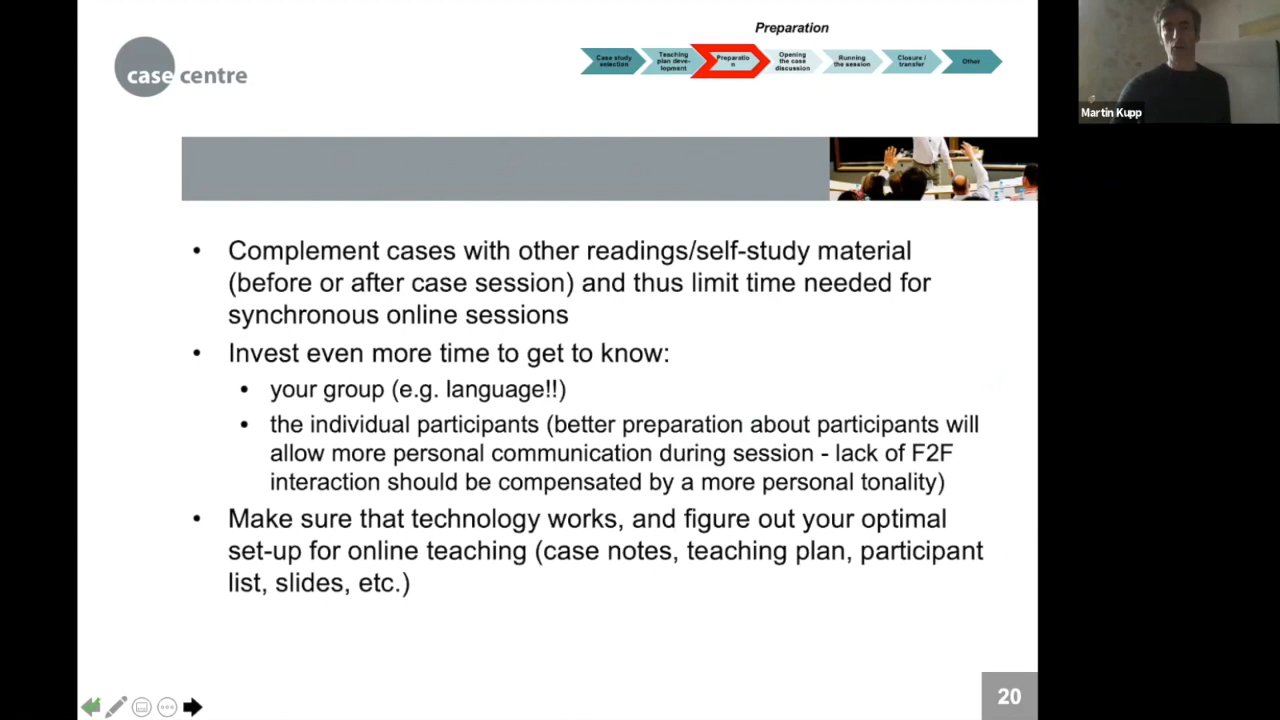 Preparation
case centre
Case study
selection
Teaching
plan deve-
lopment
Preparatio
n
Opening
the case
discussion
Running
the session
Closure /
transfer
Other
Martin Kupp
• Complement cases with other readings/self-study material
(before or after case session) and thus limit time needed for
synchronous online sessions
• Invest even more time to get to know:
• your group (e.g. language!!)
• the individual participants (better preparation about participants will
allow more personal communication during session - lack of F2F
interaction should be compensated by a more personal tonality)
• Make sure that technology works, and figure out your optimal
set-up for online teaching (case notes, teaching plan, participant
list, slides, etc.)
20